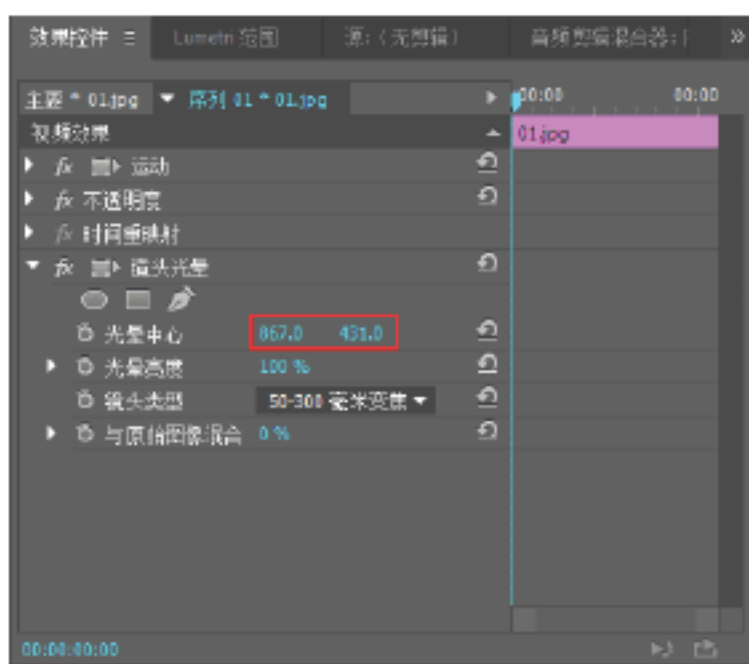 效果控件 ≡ Lumetri 范围 源:（无剪辑） 音频剪辑混合器: »
主要 * 01.jpg 序列 01 * 01.jpg 00:00 00:00
视频效果 01.jpg
fx 运动
fx 不透明度
fx 时间重映射
fx 镜头光晕
光晕中心 867.0 431.0
光晕亮度 100 %
镜头类型 50-300 毫米变焦
与原始图像混合 0 %
00:00:00:00